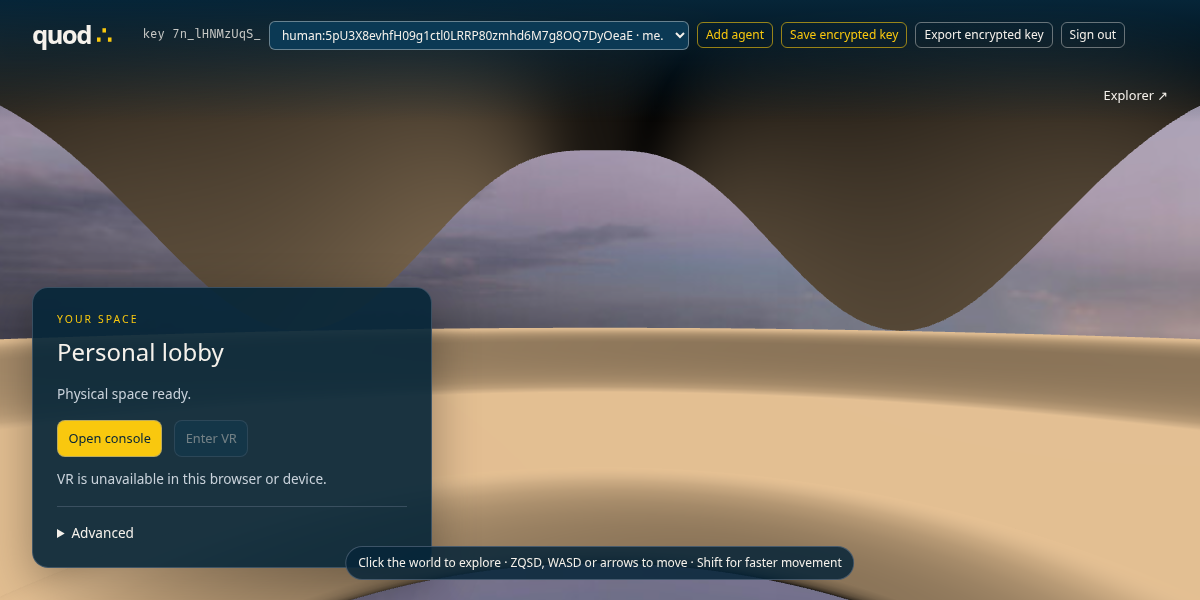 quod
key 7n_lHNMzUqS_
human:5pU3X8evhfH09g1ctl0LRRP80zmhd6M7g8OQ7DyOeaE · me.
Add agent
Save encrypted key
Export encrypted key
Sign out
Explorer ↗
YOUR SPACE
Personal lobby
Physical space ready.
Open console
Enter VR
VR is unavailable in this browser or device.
▶ Advanced
Click the world to explore · ZQSD, WASD or arrows to move · Shift for faster movement